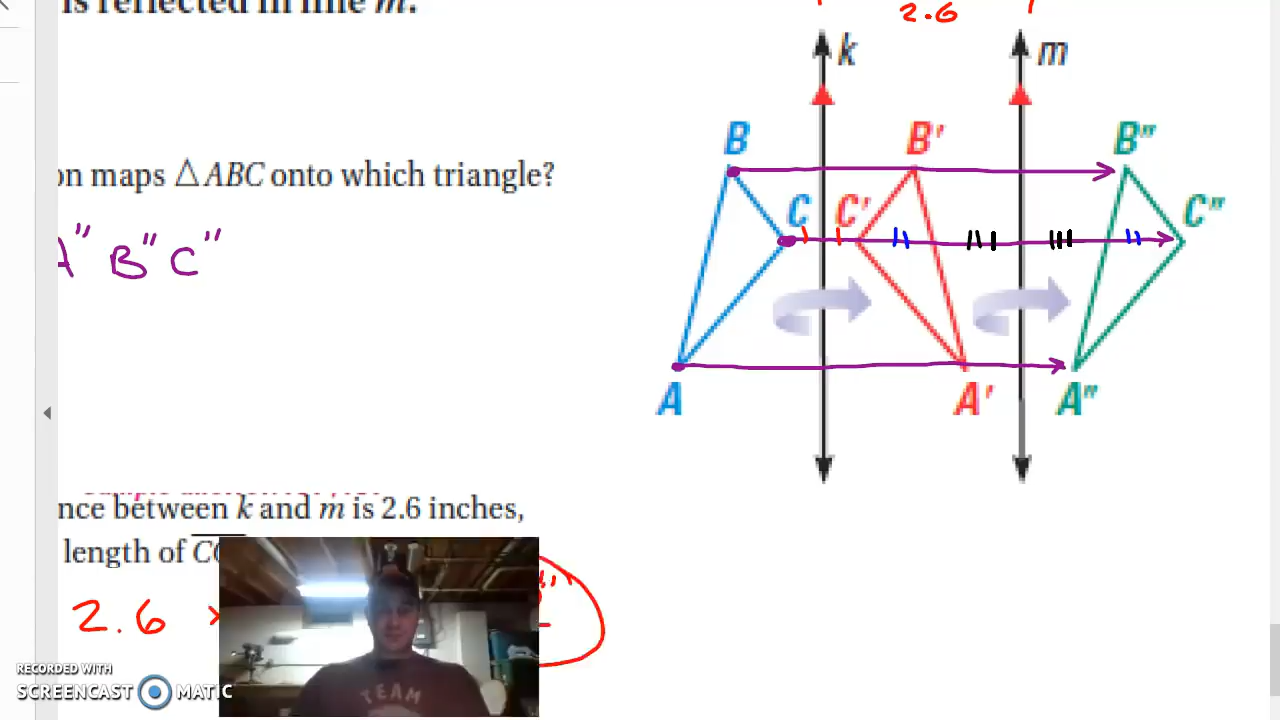 is reflected in line m.
2.6
k
m
B
B'
B"
on maps △ABC onto which triangle?
C
C'
C"
A" B" C"
A
A'
A"
nce between k and m is 2.6 inches,
length of
2.6 ×
TEAM
RECORDED WITH
SCREENCAST MATIC